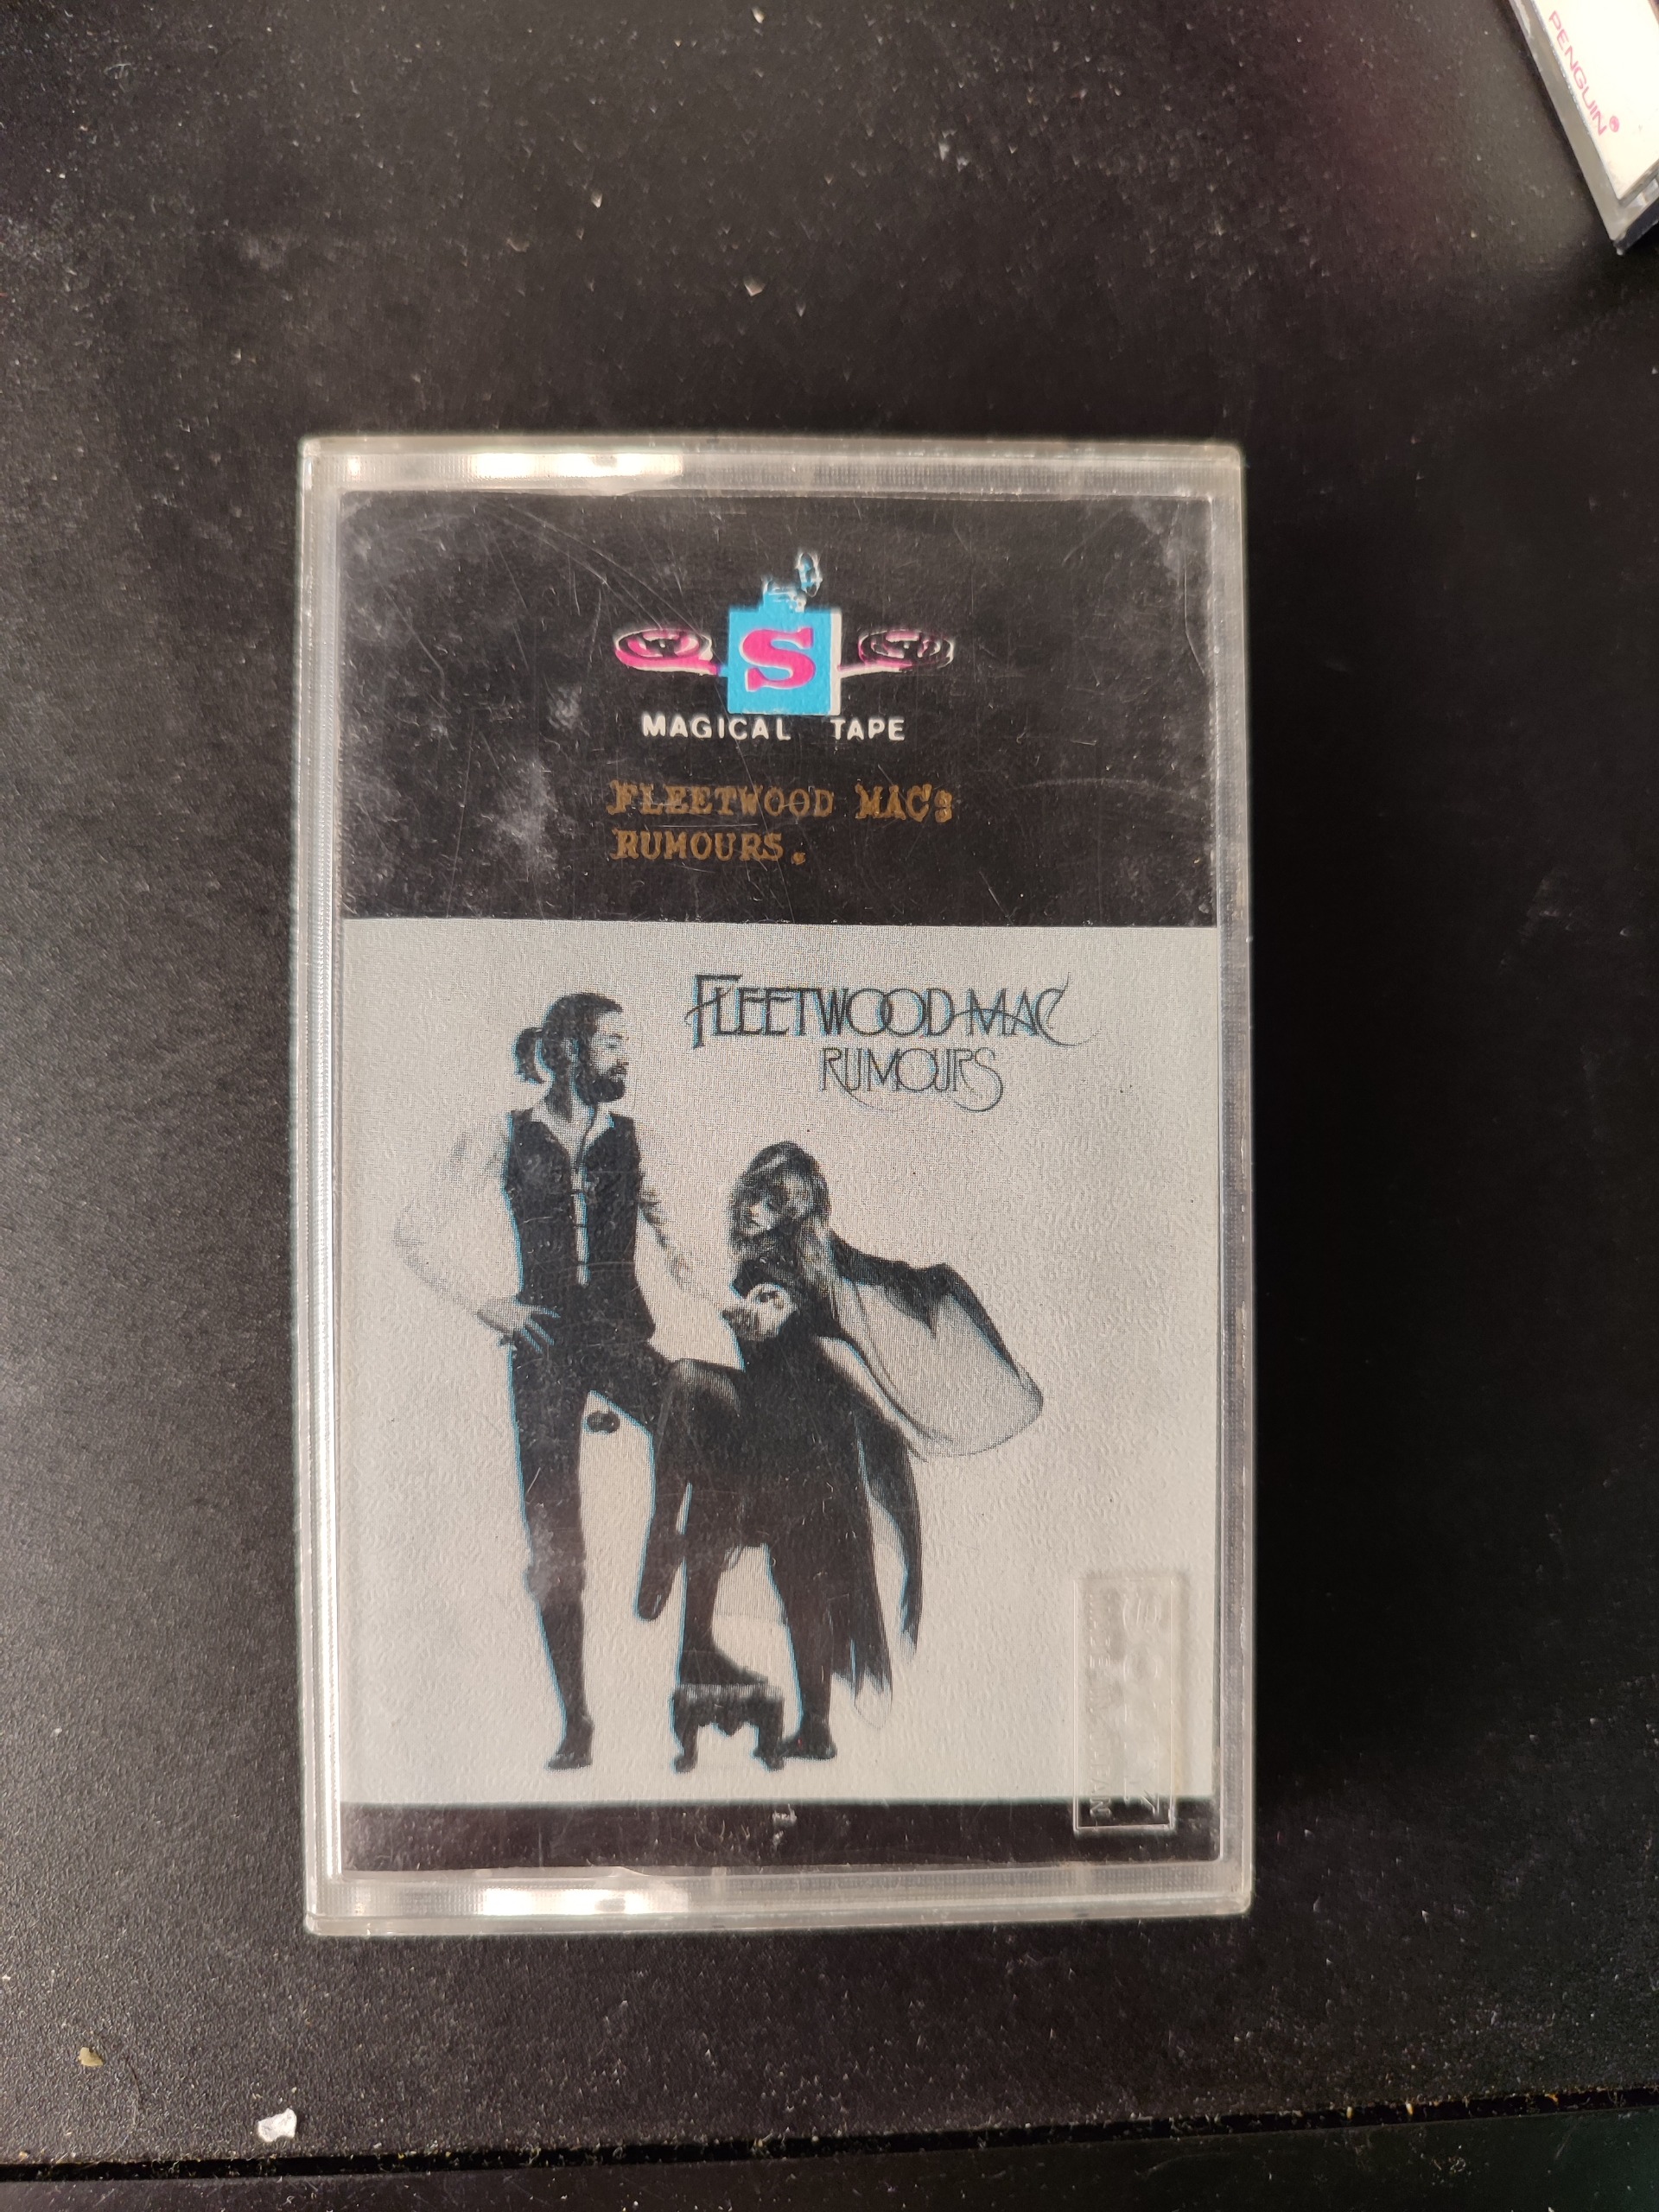 PENGUIN
S
MAGICAL TAPE
FLEETWOOD MAC:
RUMOURS.
FLEETWOOD MAC
RUMOURS